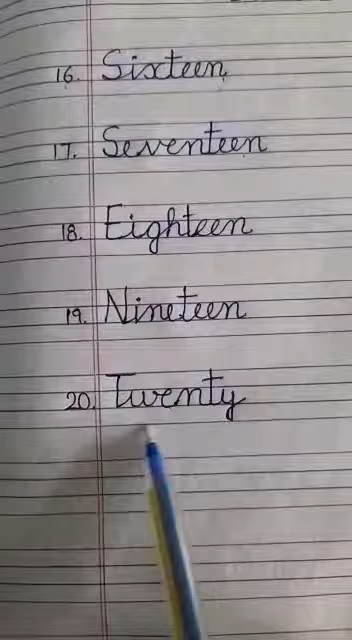 16. Sixteen
17. Seventeen
18. Eighteen
19. Nineteen
20. Twenty